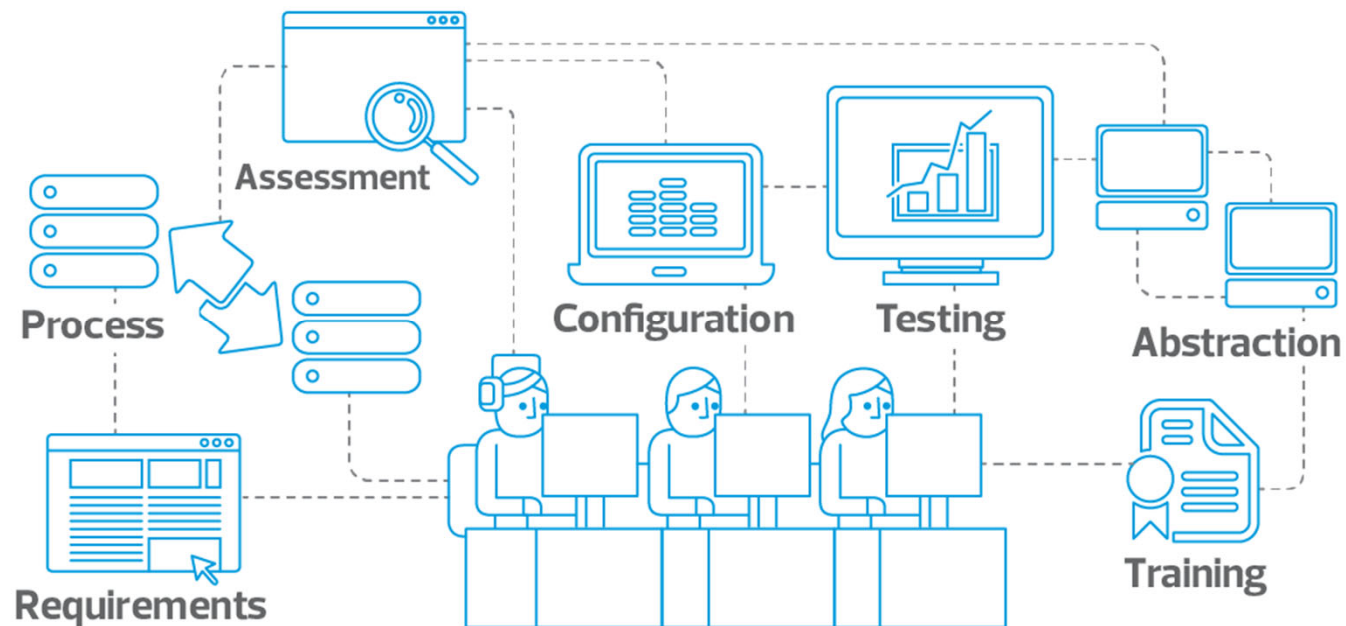 Assessment
Process
Configuration
Testing
Abstraction
Requirements
Training